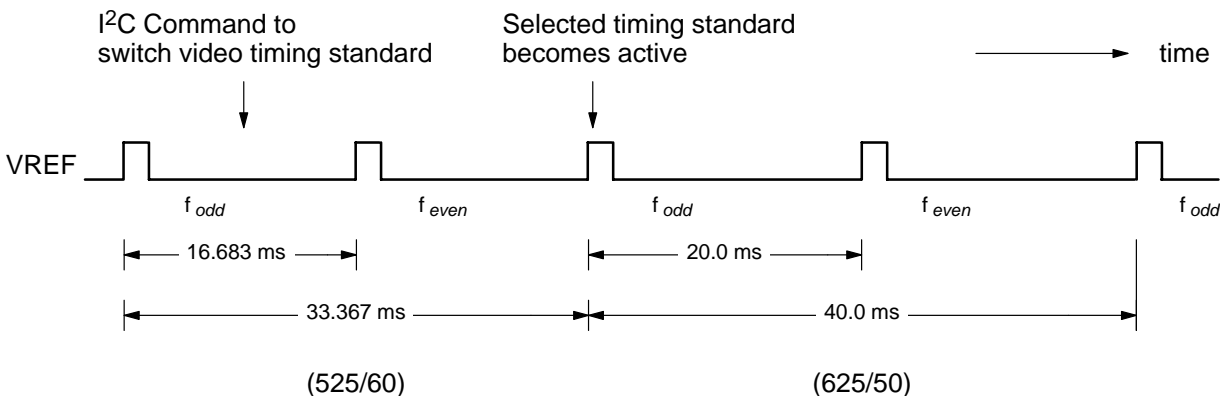 I²C Command to
switch video timing standard
Selected timing standard
becomes active
time
VREF
f odd
f even
f odd
f even
f odd
16.683 ms
20.0 ms
33.367 ms
40.0 ms
(525/60)
(625/50)